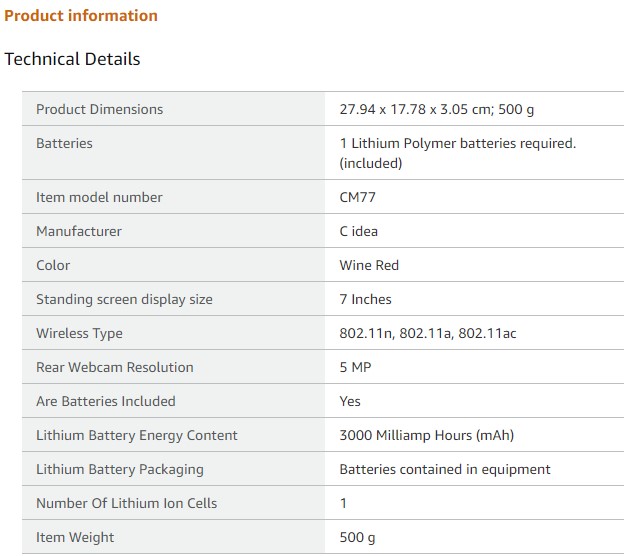 Product information
Technical Details
Product Dimensions 27.94 x 17.78 x 3.05 cm; 500 g
Batteries 1 Lithium Polymer batteries required.
(included)
Item model number CM77
Manufacturer C idea
Color Wine Red
Standing screen display size 7 Inches
Wireless Type 802.11n, 802.11a, 802.11ac
Rear Webcam Resolution 5 MP
Are Batteries Included Yes
Lithium Battery Energy Content 3000 Milliamp Hours (mAh)
Lithium Battery Packaging Batteries contained in equipment
Number Of Lithium Ion Cells 1
Item Weight 500 g